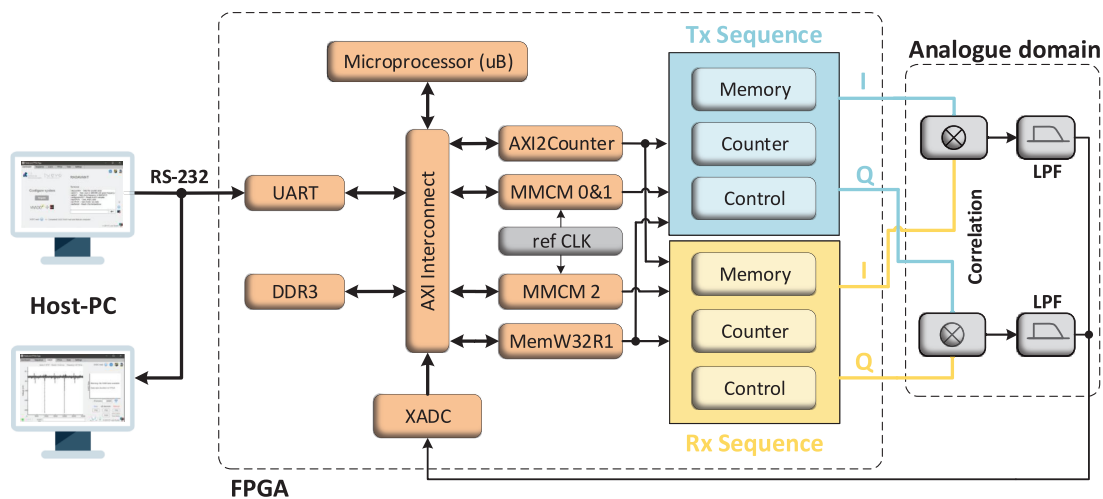 Tx Sequence
Analogue domain
Microprocessor (uB)
Memory
I
AXI2Counter
Counter
LPF
RS-232
UART
MMCM 0&1
Control
Q
AXI Interconnect
ref CLK
Correlation
DDR3
MMCM 2
Memory
I
Host-PC
LPF
MemW32R1
Counter
Q
Control
XADC
Rx Sequence
FPGA